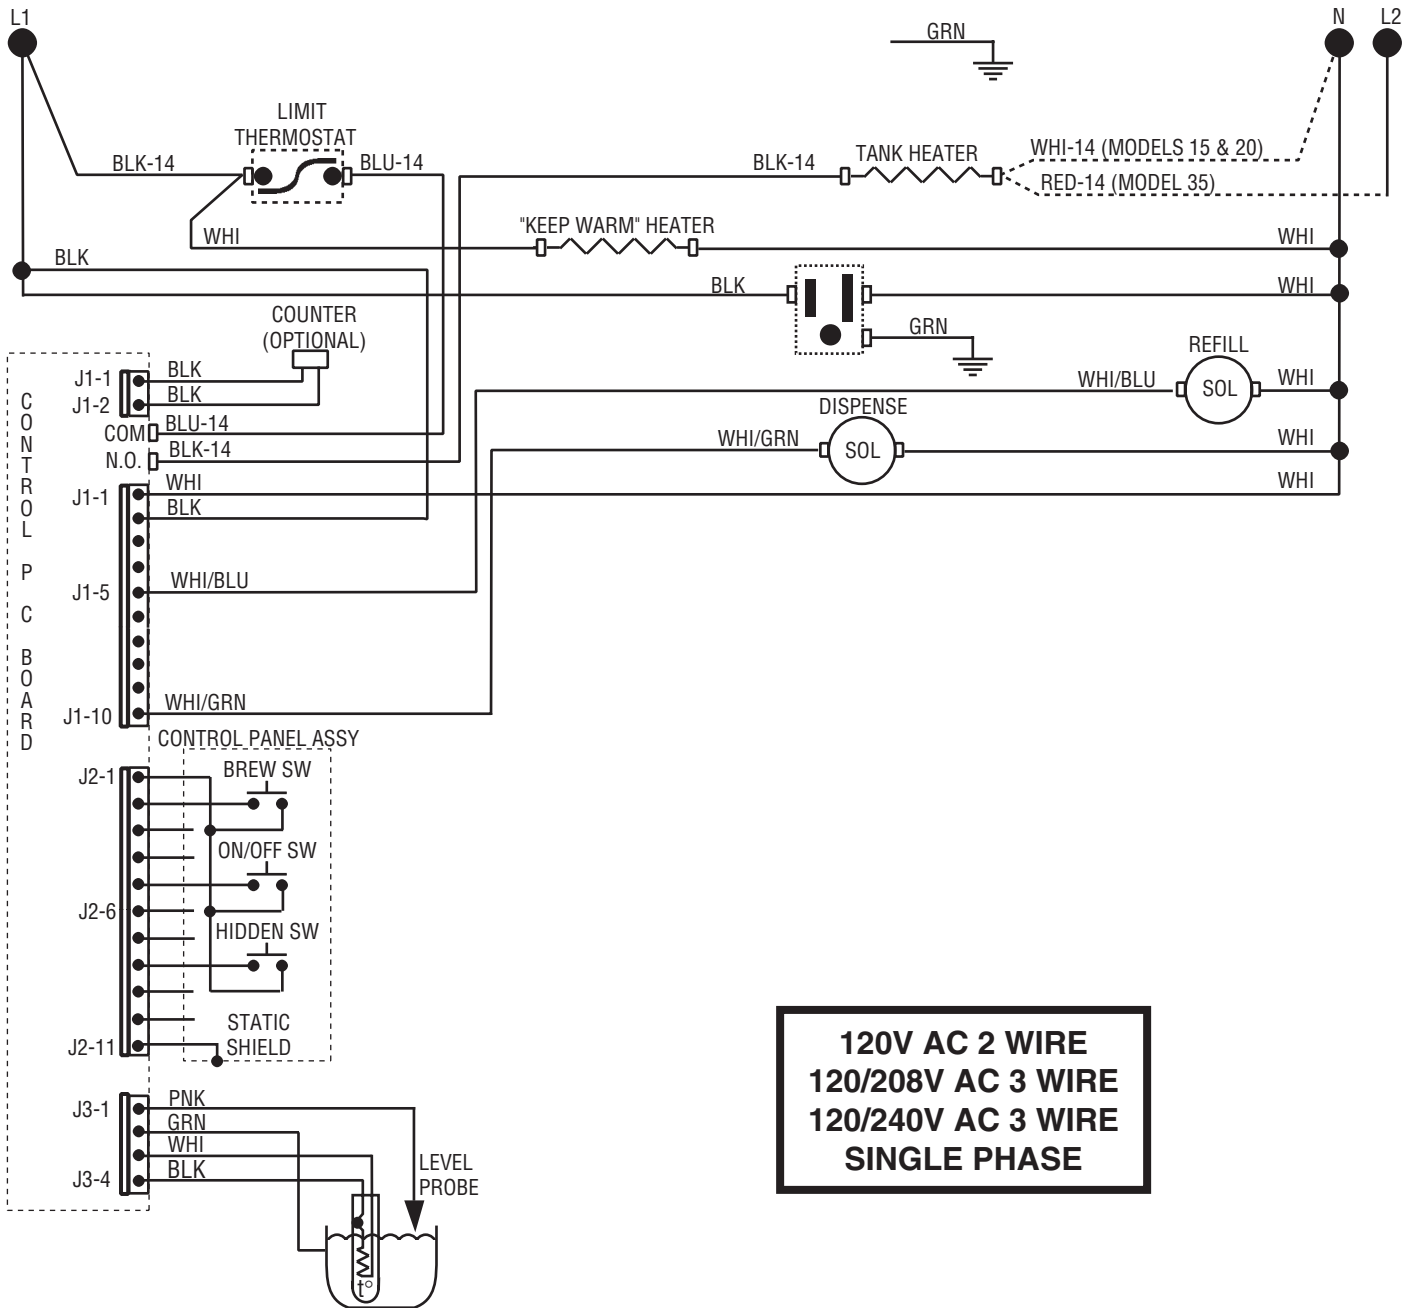 L1
N
L2
GRN
LIMIT
THERMOSTAT
BLK-14
BLU-14
BLK-14
TANK HEATER
WHI-14 (MODELS 15 & 20)
RED-14 (MODEL 35)
WHI
"KEEP WARM" HEATER
WHI
BLK
BLK
WHI
COUNTER
(OPTIONAL)
GRN
REFILL
J1-1
BLK
WHI/BLU
SOL
WHI
J1-2
BLK
DISPENSE
COM
BLU-14
WHI/GRN
SOL
WHI
N.O.
BLK-14
J1-1
WHI
WHI
BLK
CONTROL PC BOARD
J1-5
WHI/BLU
J1-10
WHI/GRN
CONTROL PANEL ASSY
J2-1
BREW SW
ON/OFF SW
J2-6
HIDDEN SW
STATIC
SHIELD
J2-11
J3-1
PNK
GRN
WHI
J3-4
BLK
LEVEL
PROBE
t°
120V AC 2 WIRE
120/208V AC 3 WIRE
120/240V AC 3 WIRE
SINGLE PHASE